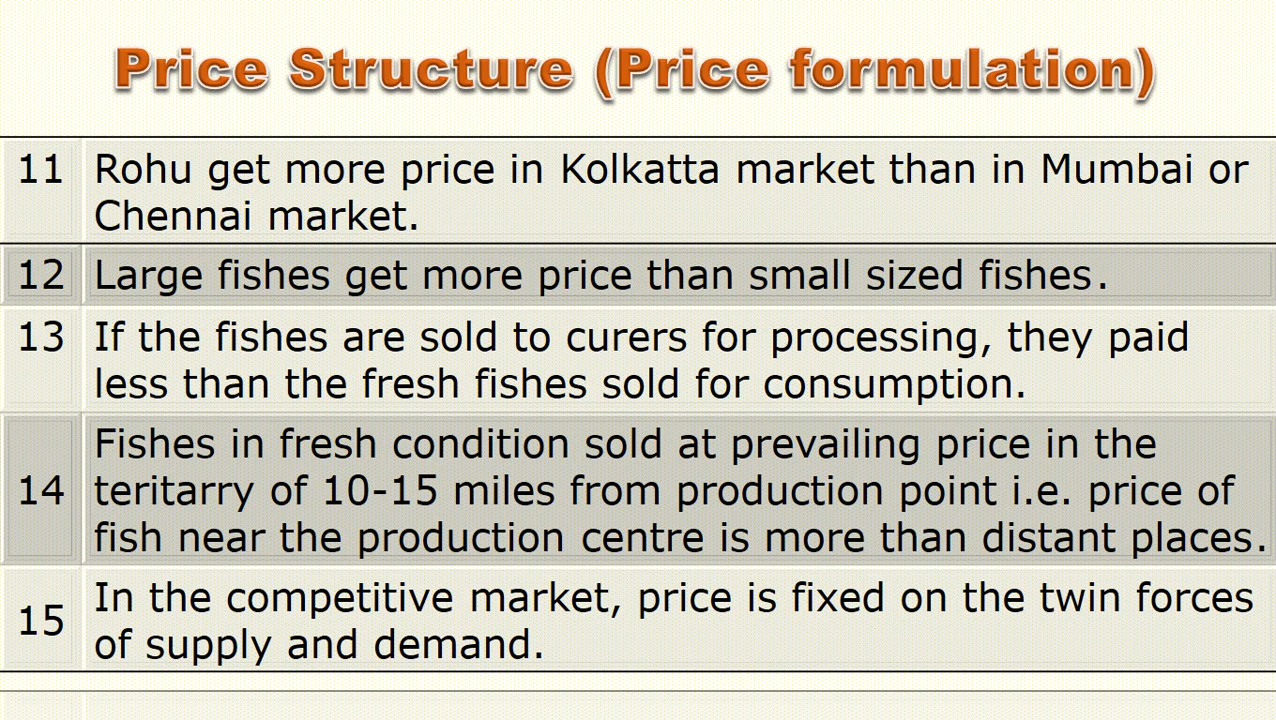 Price Structure (Price formulation)
11 Rohu get more price in Kolkatta market than in Mumbai or
Chennai market.
12 Large fishes get more price than small sized fishes.
13 If the fishes are sold to curers for processing, they paid
less than the fresh fishes sold for consumption.
Fishes in fresh condition sold at prevailing price in the
14 teritarry of 10-15 miles from production point i.e. price of
fish near the production centre is more than distant places.
15 In the competitive market, price is fixed on the twin forces
of supply and demand.